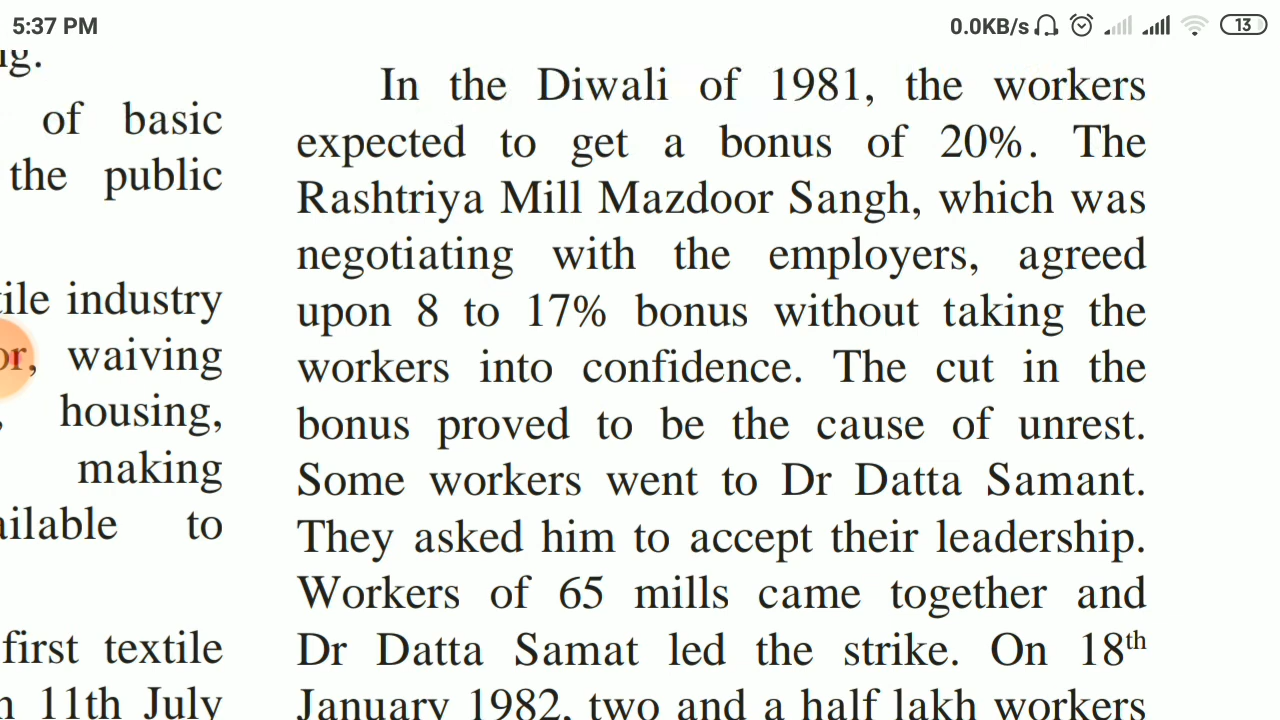 5:37 PM
0.0KB/s
13
of basic
the public
industry
waiving
housing,
making
to
first textile
11th July
In the Diwali of 1981, the workers
expected to get a bonus of 20%. The
Rashtriya Mill Mazdoor Sangh, which was
negotiating with the employers, agreed
upon 8 to 17% bonus without taking the
workers into confidence. The cut in the
bonus proved to be the cause of unrest.
Some workers went to Dr Datta Samant.
They asked him to accept their leadership.
Workers of 65 mills came together and
Dr Datta Samat led the strike. On 18th
January 1982, two and a half lakh workers